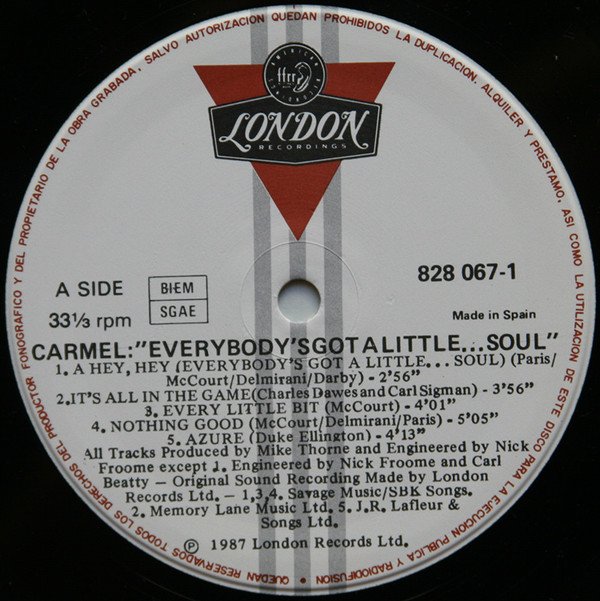 QUEDAN PROHIBIDOS LA DUPLICACION, ALQUILER Y PRESTAMO, ASI COMO LA UTILIZACION DE ESTE DISCO PARA LA EJECUCION PUBLICA Y RADIODIFUSION •
QUEDAN RESERVADOS TODOS LOS DERECHOS DEL PRODUCTOR FONOGRAFICO Y DEL PROPIETARIO DE LA OBRA GRABADA, SALVO AUTORIZACION
ffrr
LONDON
RECORDINGS
A SIDE
BIEM
SGAE
33⅓ rpm
828 067-1
Made in Spain
CARMEL:"EVERYBODY'S GOT A LITTLE...SOUL"
1. A HEY, HEY (EVERYBODY'S GOT A LITTLE... SOUL) (Paris/
McCourt/Delmirani/Darby) - 2'56"
2.IT'S ALL IN THE GAME(Charles Dawes and Carl Sigman) - 3'56"
3. EVERY LITTLE BIT (McCourt) - 4'01"
4. NOTHING GOOD (McCourt/Delmirani/Paris) - 5'05"
5. AZURE (Duke Ellington) - 4'13"
All Tracks Produced by Mike Thorne and Engineered by Nick
Froome except 1. Engineered by Nick Froome and Carl
Beatty – Original Sound Recording Made by London
Records Ltd. – 1,3,4. Savage Music/SBK Songs.
2. Memory Lane Music Ltd. 5. J.R. Lafleur &
Songs Ltd.
℗ 1987 London Records Ltd.